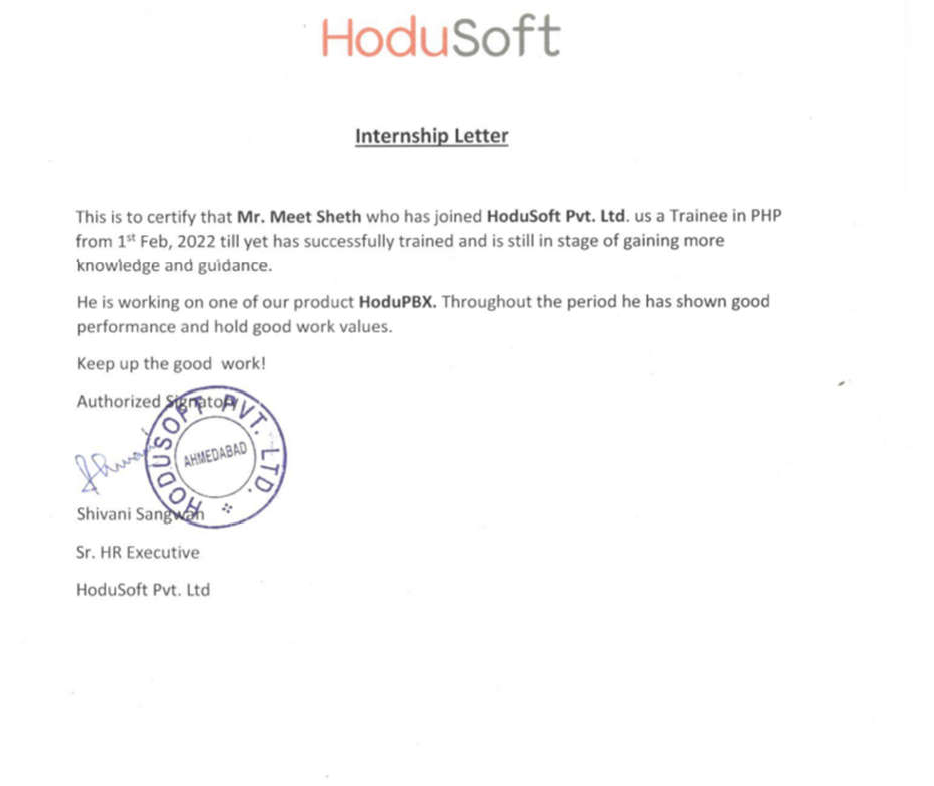 HoduSoft
Internship Letter
This is to certify that Mr. Meet Sheth who has joined HoduSoft Pvt. Ltd. us a Trainee in PHP
from 1st Feb, 2022 till yet has successfully trained and is still in stage of gaining more
knowledge and guidance.
He is working on one of our product HoduPBX. Throughout the period he has shown good
performance and hold good work values.
Keep up the good work!
Authorized Signatory
HODUSOFT PVT. LTD.
AHMEDABAD
Shivani
Shivani Sangwan
Sr. HR Executive
HoduSoft Pvt. Ltd